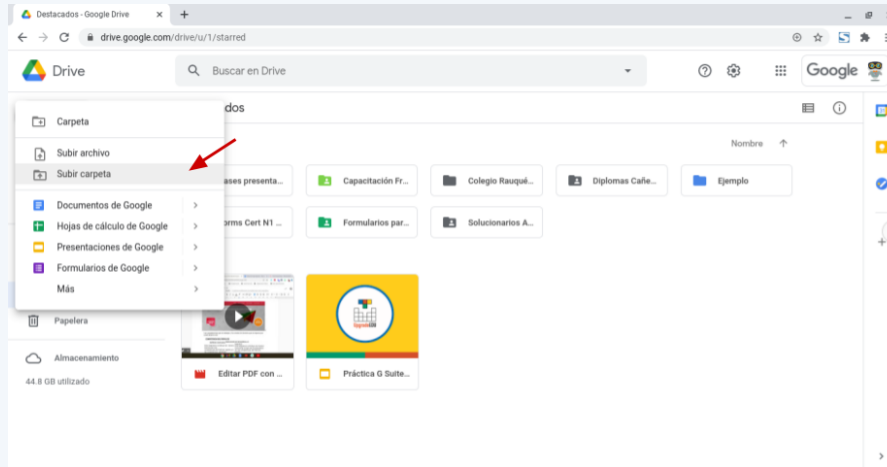 Destacados - Google Drive
drive.google.com/drive/u/1/starred
Drive
Buscar en Drive
Google
dos
Carpeta
Subir archivo
Subir carpeta
Documentos de Google
Hojas de cálculo de Google
Presentaciones de Google
Formularios de Google
Más
Papelera
Almacenamiento
44.8 GB utilizado
Nombre
ases presenta...
Capacitación Fr...
Colegio Rauqué...
Diplomas Cañe...
Ejemplo
orms Cert N1 ...
Formularios par...
Solucionarios A...
Editar PDF con ...
Práctica G Suite...